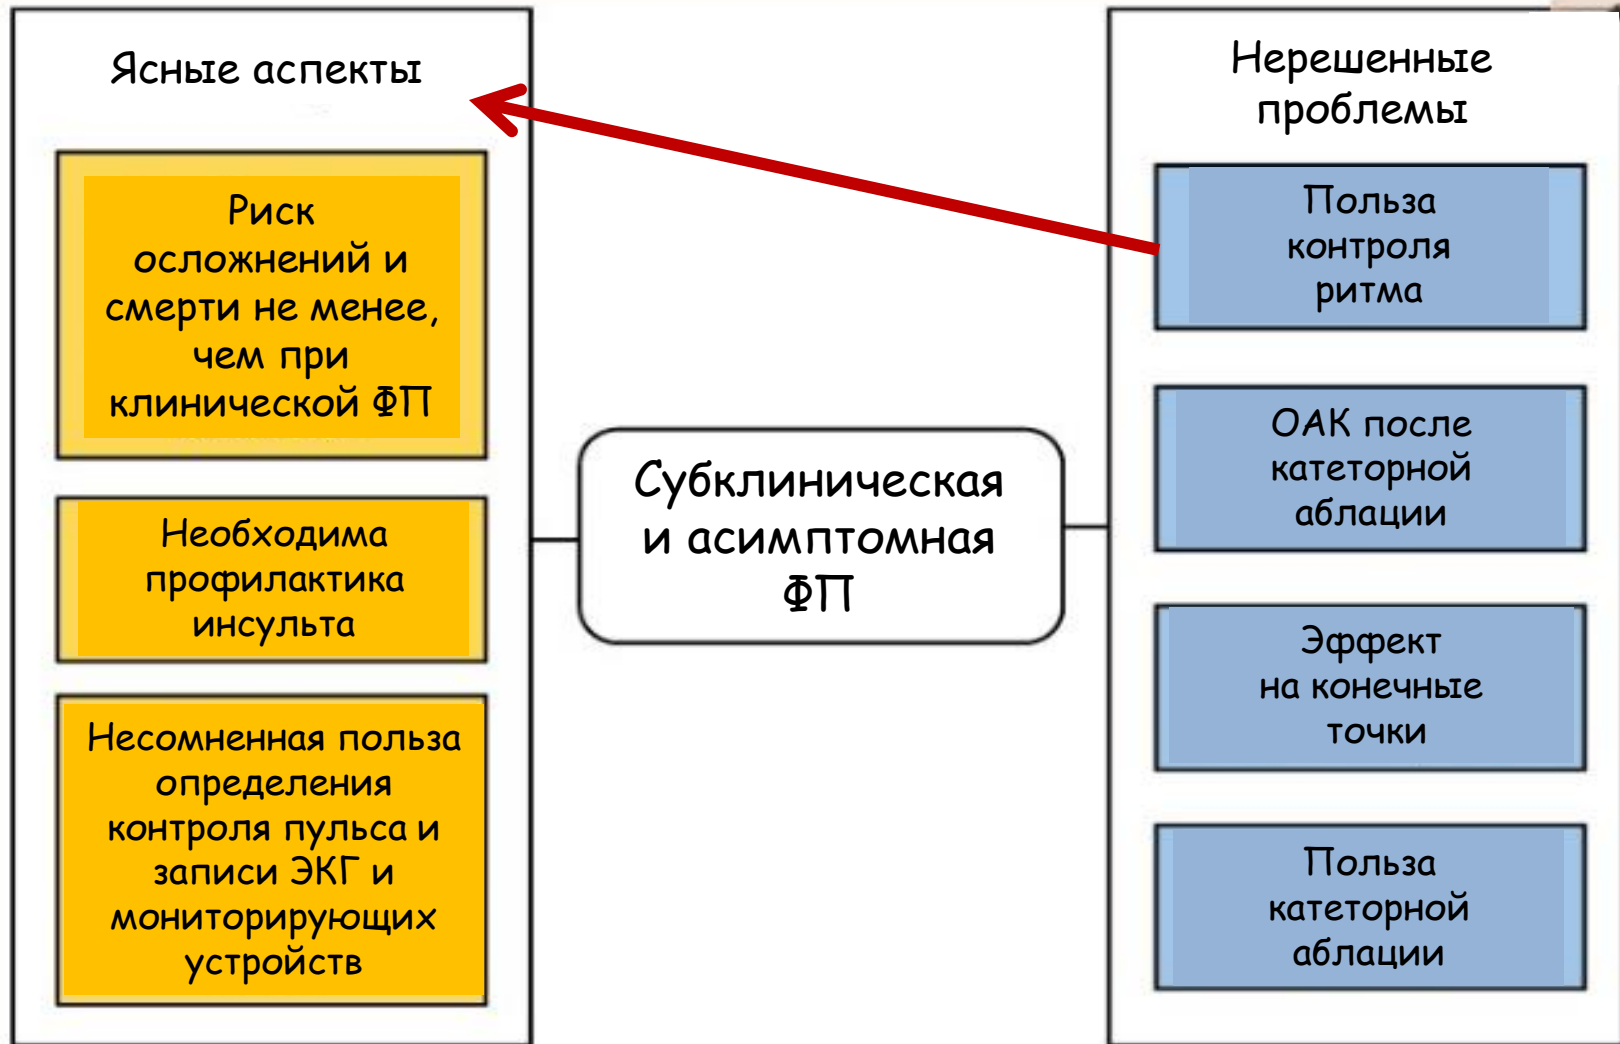 Ясные аспекты
Риск
осложнений и
смерти не менее,
чем при
клинической ФП
Необходима
профилактика
инсульта
Несомненная польза
определения
контроля пульса и
записи ЭКГ и
мониторирующих
устройств
Субклиническая
и асимптомная
ФП
Нерешенные
проблемы
Польза
контроля
ритма
ОАК после
катеторной
аблации
Эффект
на конечные
точки
Польза
катеторной
аблации